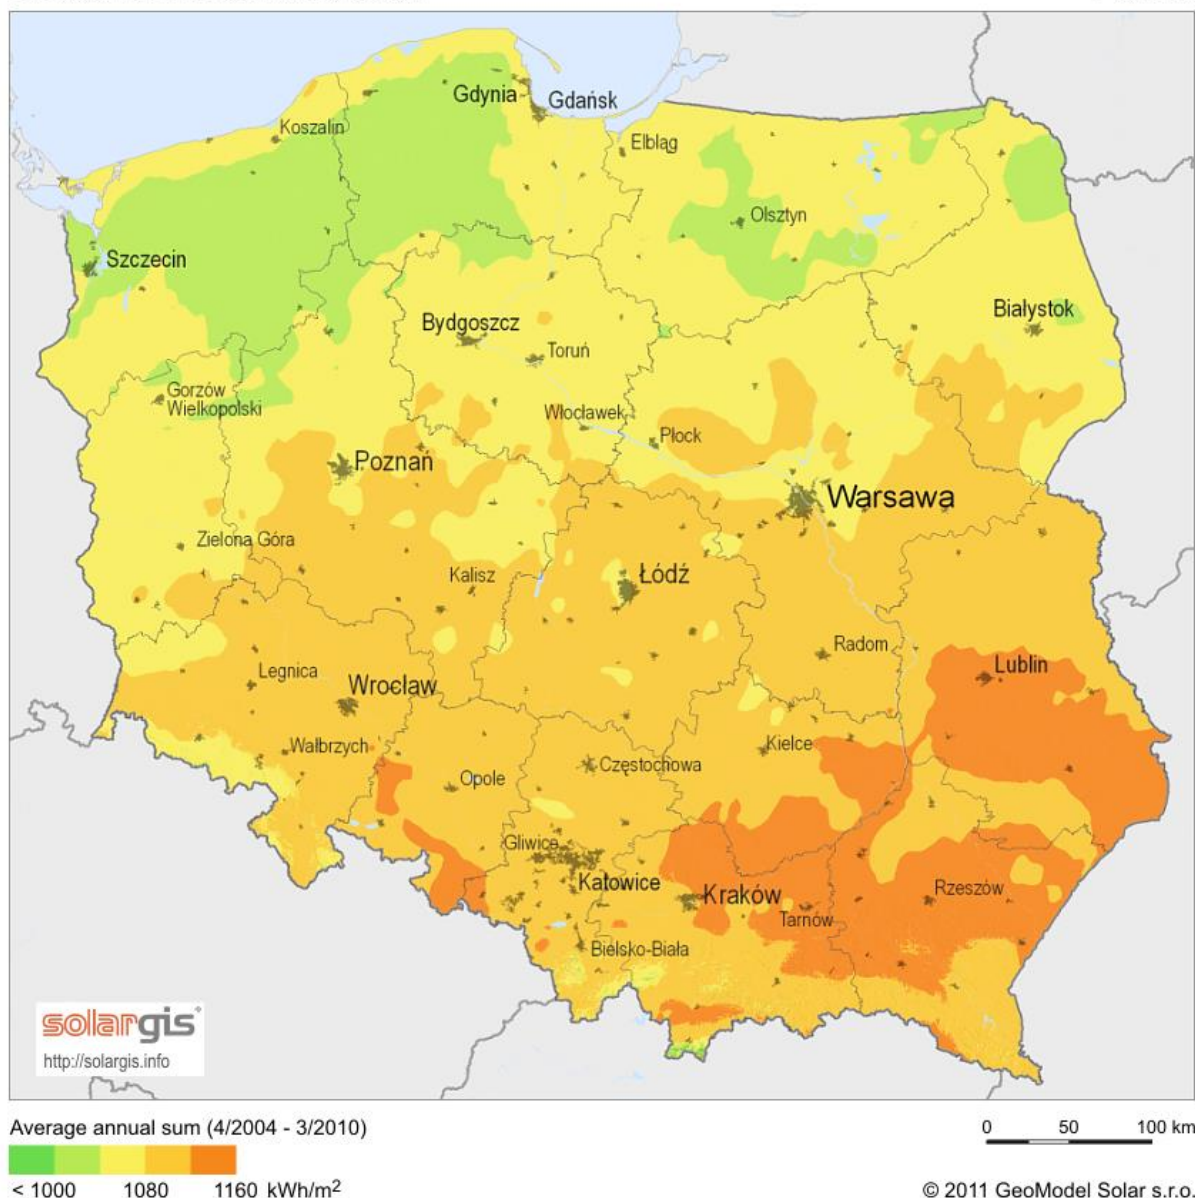 Gdynia
Gdańsk
Koszalin
Elbląg
Olsztyn
Szczecin
Białystok
Bydgoszcz
Toruń
Gorzów
Wielkopolski
Włocławek
Płock
Poznań
Warsawa
Zielona Góra
Kalisz
Łódź
Radom
Legnica
Wrocław
Lublin
Wałbrzych
Kielce
Opole
Częstochowa
Gliwice
Katowice
Kraków
Rzeszów
Tarnów
Bielsko-Biała
solargis
http://solargis.info
Average annual sum (4/2004 - 3/2010)
0 50 100 km
< 1000 1080 1160 kWh/m²
© 2011 GeoModel Solar s.r.o.